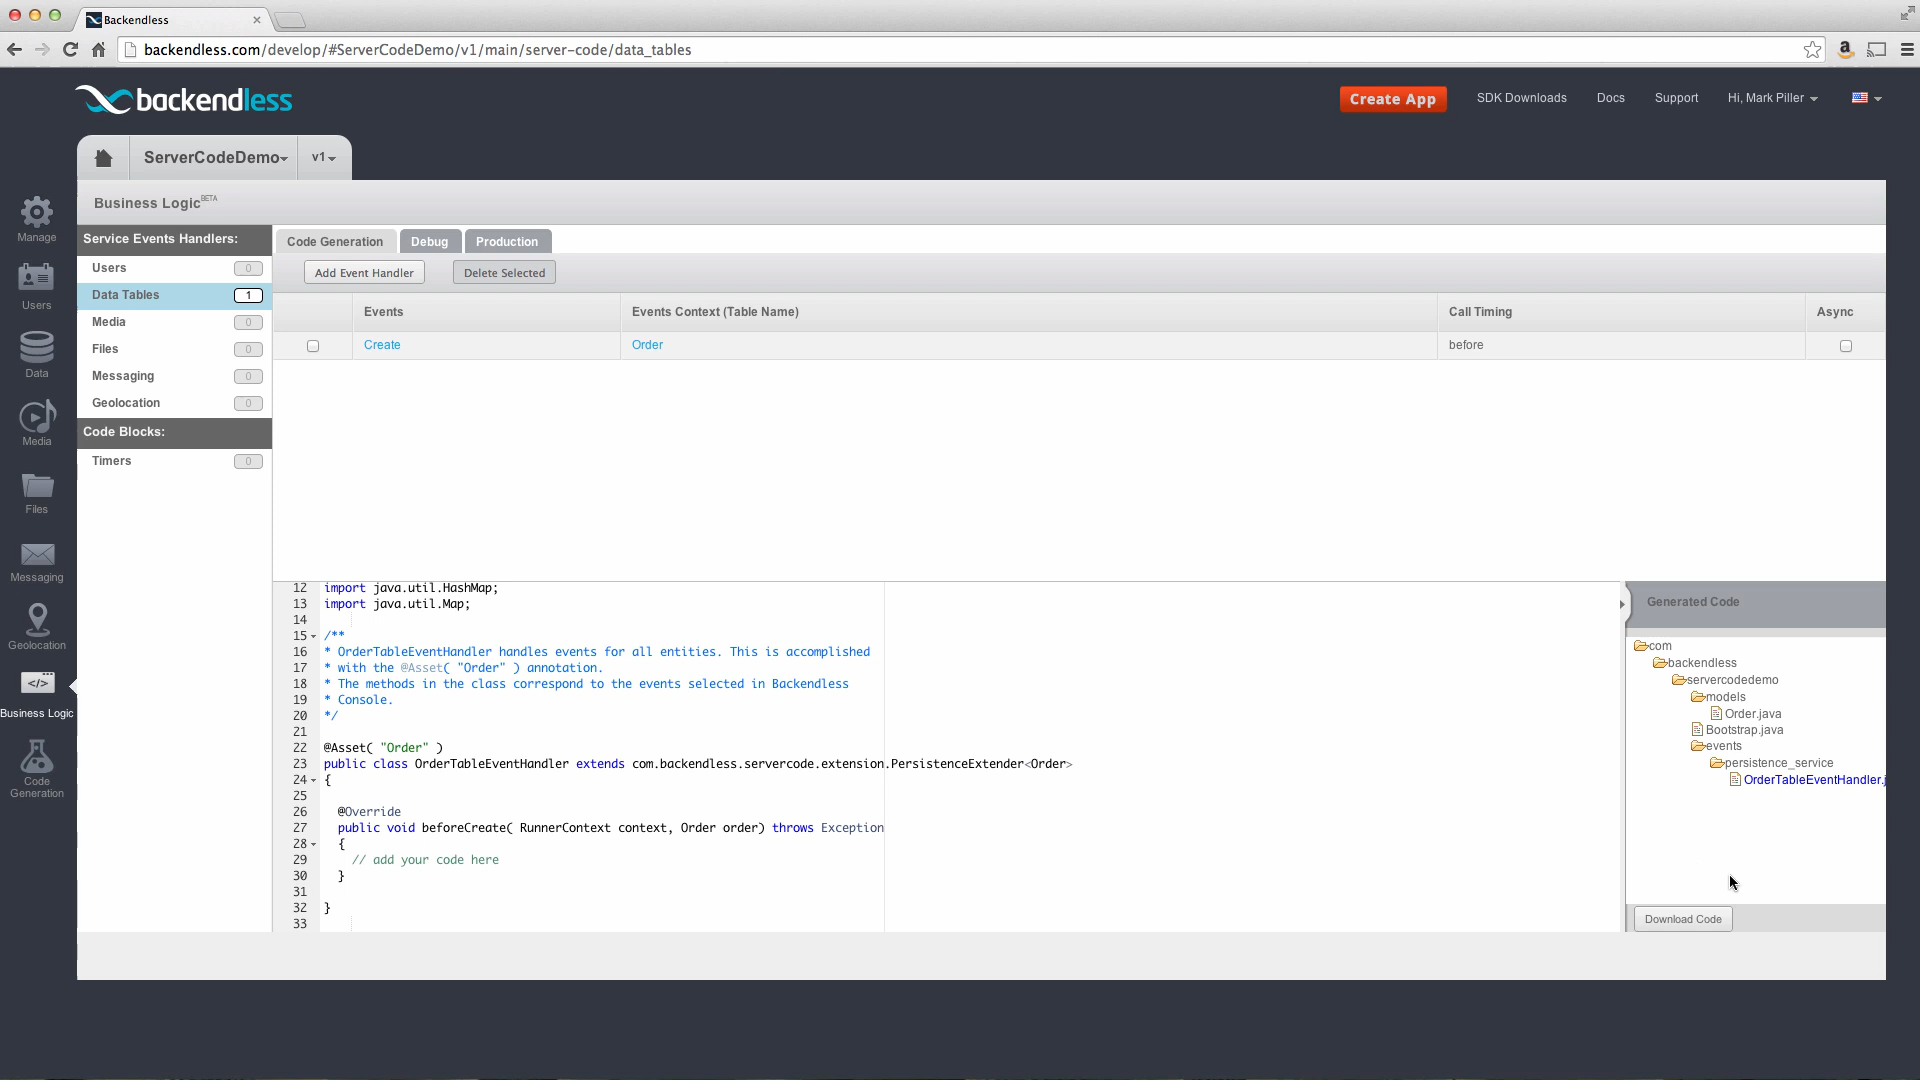 Backendless
backendless.com/develop/#ServerCodeDemo/v1/main/server-code/data_tables
backendless
Create App
SDK Downloads
Docs
Support
Hi, Mark Piller
ServerCodeDemo
v1
Business Logic BETA
Manage
Users
Data
Media
Files
Messaging
Geolocation
</>
Business Logic
Code
Generation
Service Events Handlers:
Users 0
Data Tables 1
Media 0
Files 0
Messaging 0
Geolocation 0
Code Blocks:
Timers 0
Code Generation
Debug
Production
Add Event Handler
Delete Selected
Events
Events Context (Table Name)
Call Timing
Async
Create
Order
before
12 import java.util.HashMap;
13 import java.util.Map;
14
15 /**
16 * OrderTableEventHandler handles events for all entities. This is accomplished
17 * with the @Asset( "Order" ) annotation.
18 * The methods in the class correspond to the events selected in Backendless
19 * Console.
20 */
21
22 @Asset( "Order" )
23 public class OrderTableEventHandler extends com.backendless.servercode.extension.PersistenceExtender<Order>
24 {
25
26 @Override
27 public void beforeCreate( RunnerContext context, Order order) throws Exception
28 {
29 // add your code here
30 }
31
32 }
33
Generated Code
com
backendless
servercodedemo
models
Order.java
Bootstrap.java
events
persistence_service
OrderTableEventHandler.j
Download Code